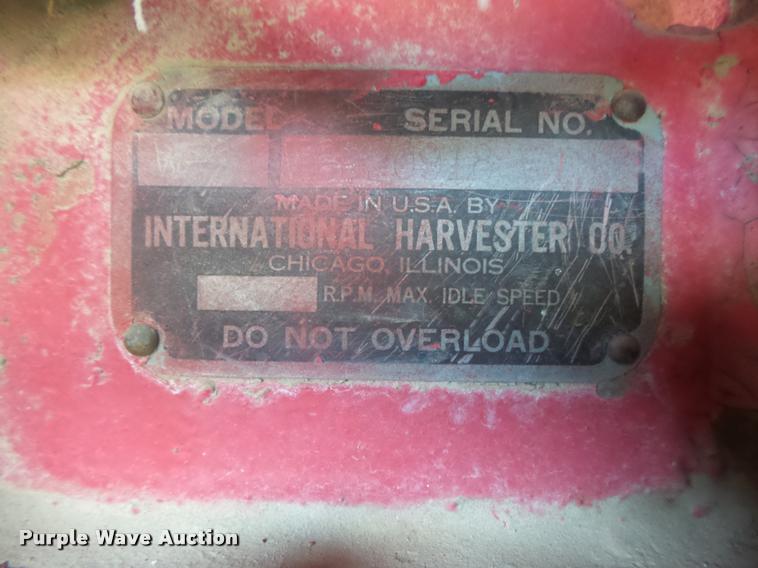 MODEL SERIAL NO.
MADE IN U.S.A. BY
INTERNATIONAL HARVESTER CO.
CHICAGO, ILLINOIS
R.P.M. MAX. IDLE SPEED
DO NOT OVERLOAD
Purple Wave Auction